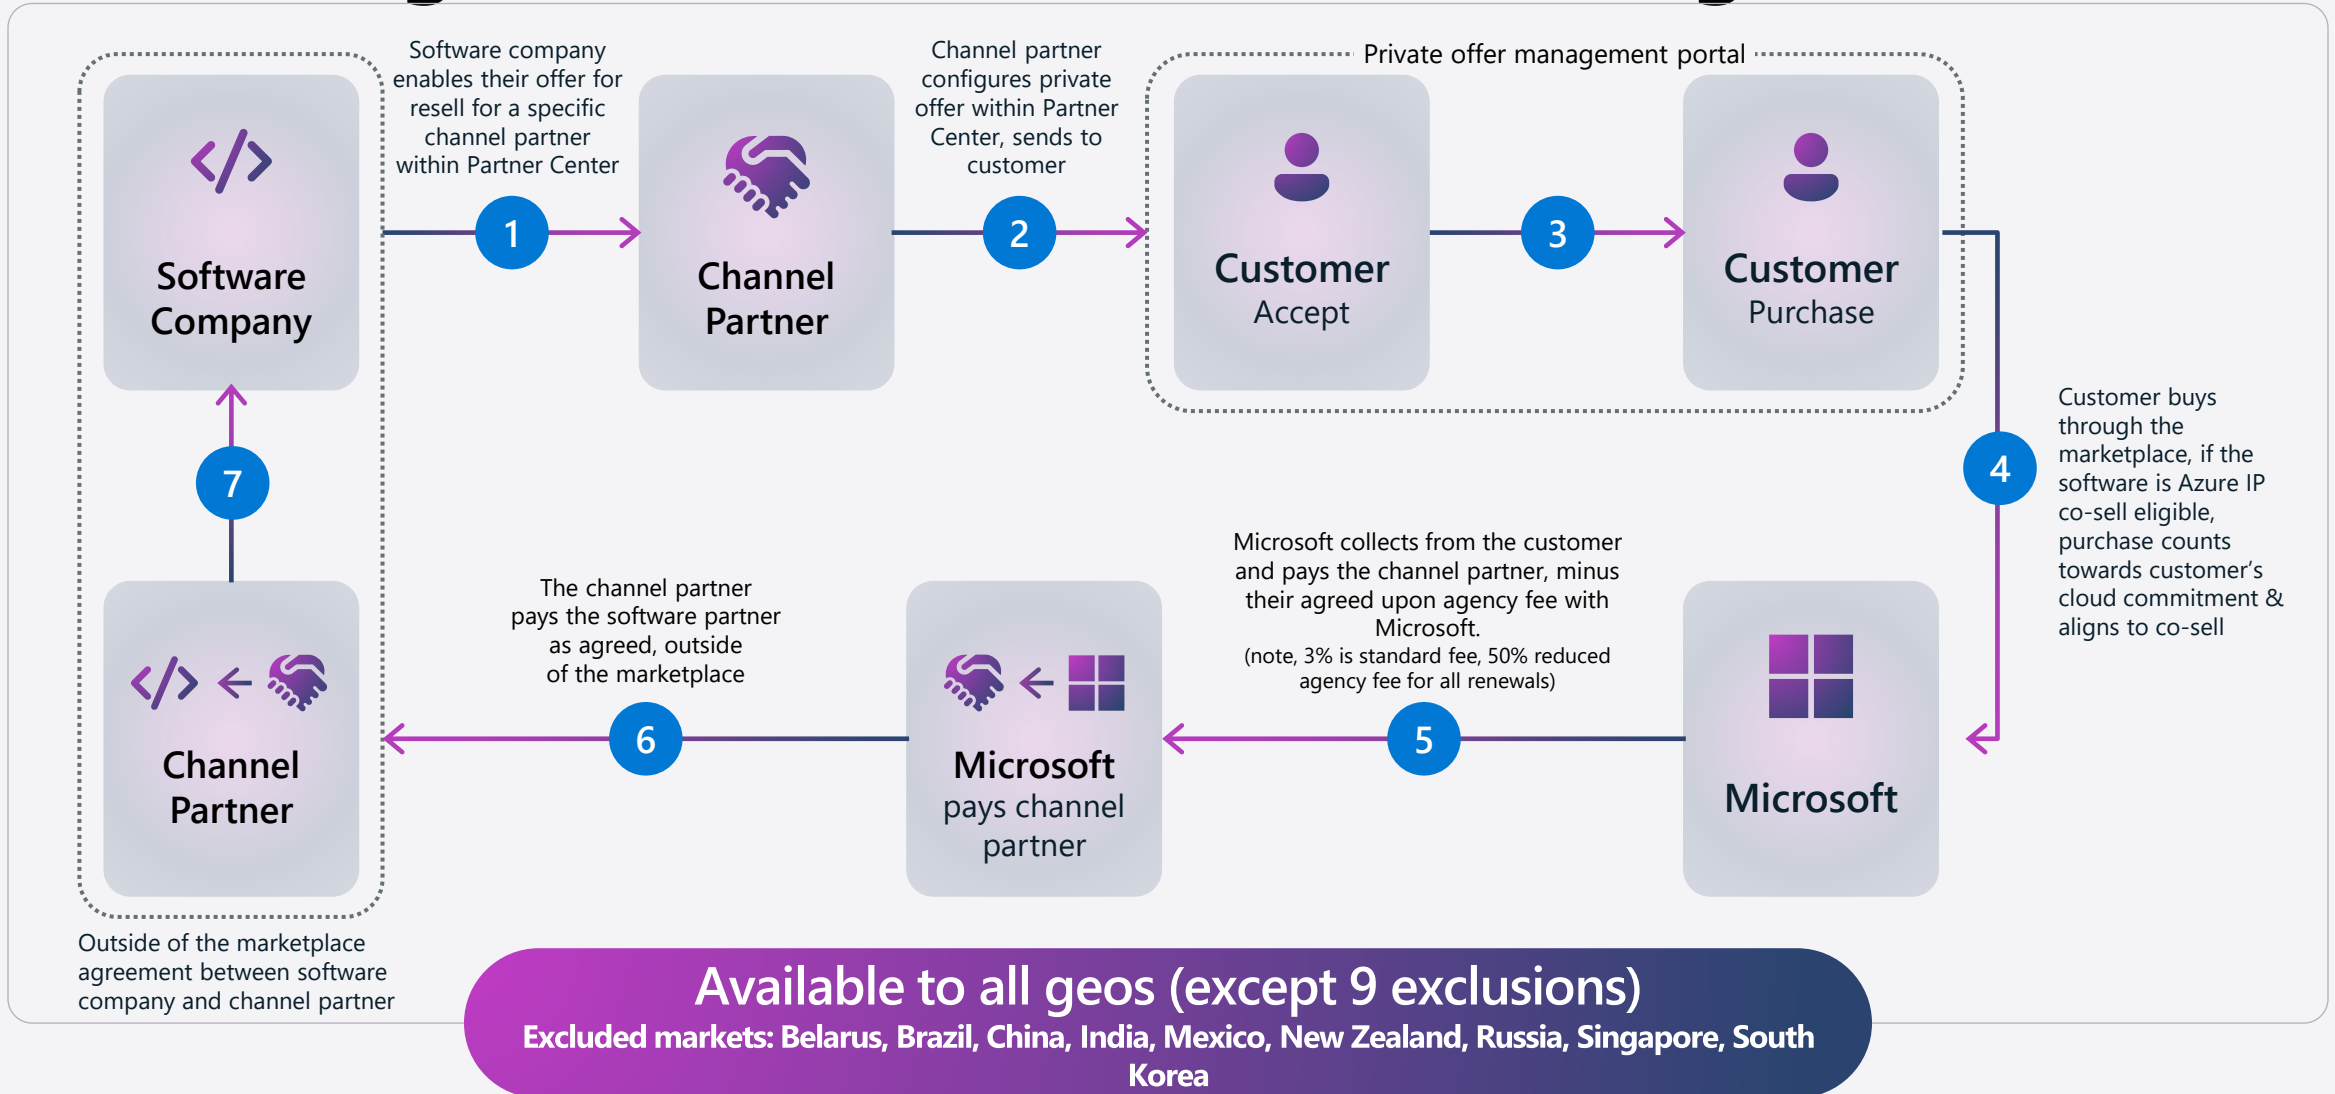 Software company
enables their offer for
resell for a specific
channel partner
within Partner Center
Channel partner
configures private
offer within Partner
Center, sends to
customer
Private offer management portal
Software
Company
1
Channel
Partner
2
Customer
Accept
3
Customer
Purchase
4
Customer buys
through the
marketplace, if the
software is Azure IP
co-sell eligible,
purchase counts
towards customer's
cloud commitment &
aligns to co-sell
Microsoft
Microsoft collects from the customer
and pays the channel partner, minus
their agreed upon agency fee with
Microsoft.
(note, 3% is standard fee, 50% reduced
agency fee for all renewals)
5
Microsoft
pays channel
partner
The channel partner
pays the software partner
as agreed, outside
of the marketplace
6
7
Channel
Partner
Outside of the marketplace
agreement between software
company and channel partner
Available to all geos (except 9 exclusions)
Excluded markets: Belarus, Brazil, China, India, Mexico, New Zealand, Russia, Singapore, South
Korea